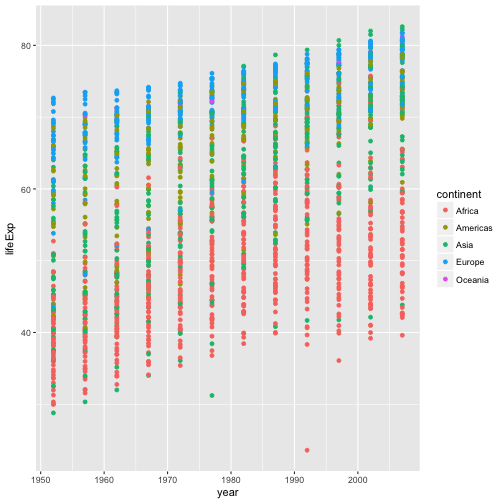 80
60
40
lifeExp
1950
1960
1970
1980
1990
2000
year
continent
Africa
Americas
Asia
Europe
Oceania